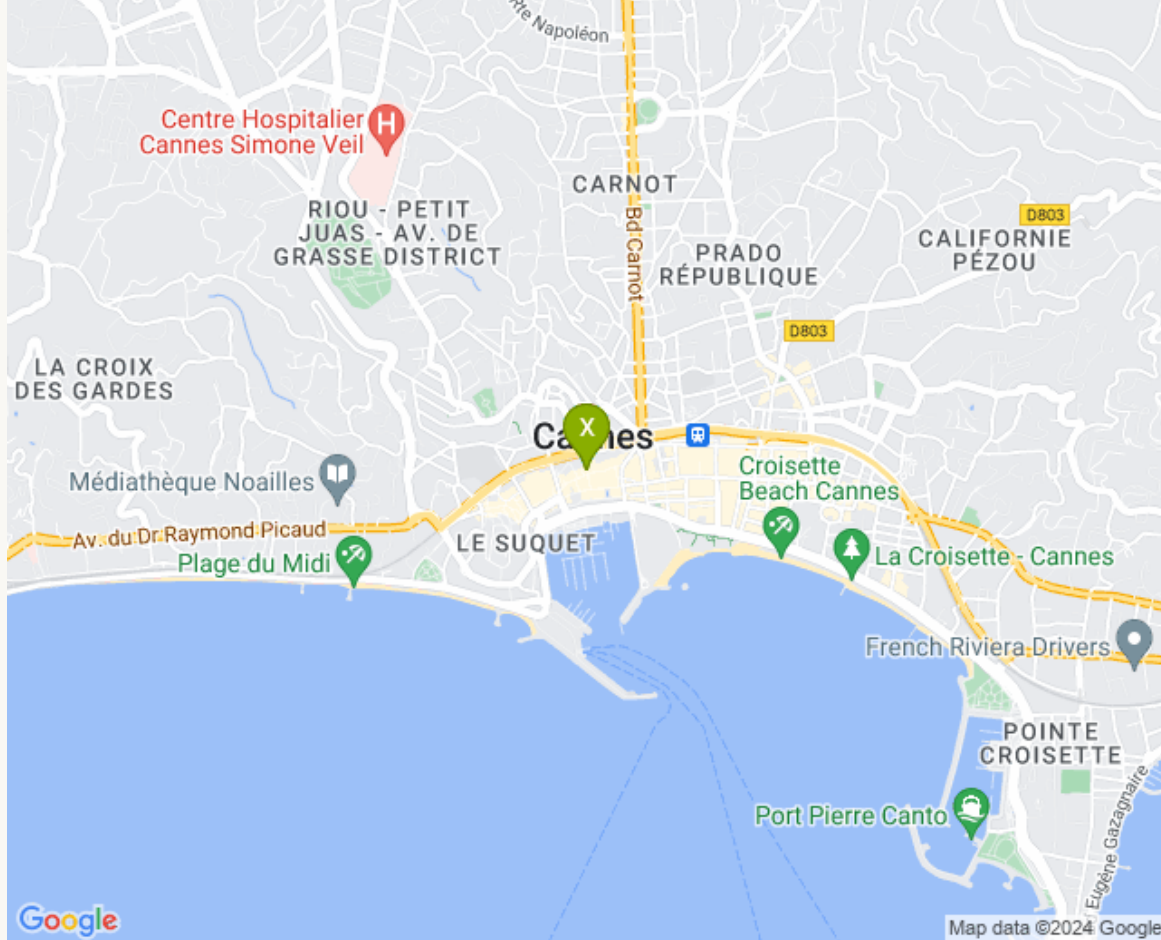 Rte Napoléon
Centre Hospitalier
Cannes Simone Veil
H
CARNOT
RIOU - PETIT
JUAS - AV. DE
GRASSE DISTRICT
Bd Carnot
D803
CALIFORNIE
PÉZOU
PRADO
RÉPUBLIQUE
D803
LA CROIX
DES GARDES
X
Cannes
Médiathèque Noailles
Croisette
Beach Cannes
Av. du Dr Raymond Picaud
LE SUQUET
Plage du Midi
La Croisette - Cannes
French Riviera Drivers
POINTE
CROISETTE
Port Pierre Canto
Eugène Gazagnaire
Google
Map data ©2024 Google